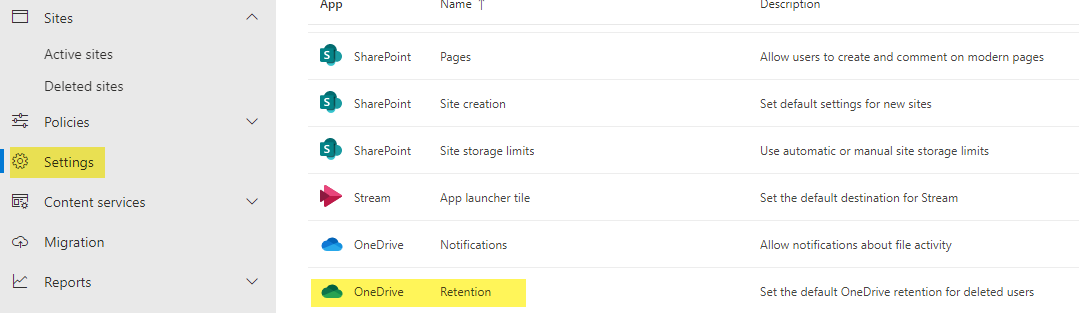 Sites
Active sites
Deleted sites
Policies
Settings
Content services
Migration
Reports
App Name ↑ Description
SharePoint Pages Allow users to create and comment on modern pages
SharePoint Site creation Set default settings for new sites
SharePoint Site storage limits Use automatic or manual site storage limits
Stream App launcher tile Set the default destination for Stream
OneDrive Notifications Allow notifications about file activity
OneDrive Retention Set the default OneDrive retention for deleted users